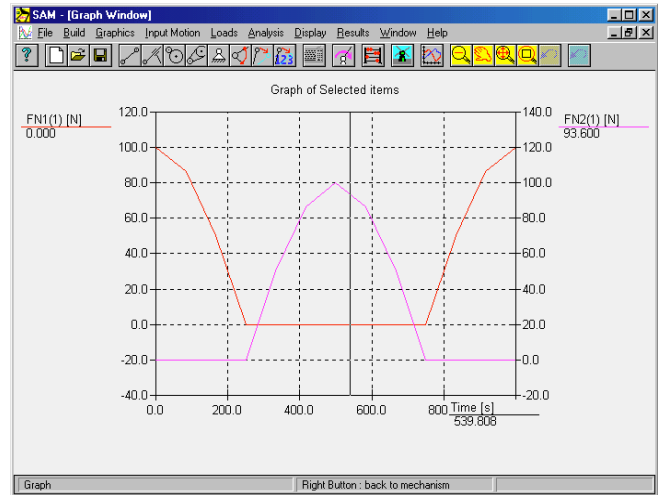 SAM - [Graph Window]
File Build Graphics Input Motion Loads Analysis Display Results Window Help
? 123
Graph of Selected items
FN1(1) [N]
0.000
FN2(1) [N]
93.600
120.0
100.0
80.0
60.0
40.0
20.0
0.0
-20.0
-40.0
140.0
120.0
100.0
80.0
60.0
40.0
20.0
0.0
-20.0
0.0 200.0 400.0 600.0 800
Time [s]
539.808
Graph Right Button : back to mechanism